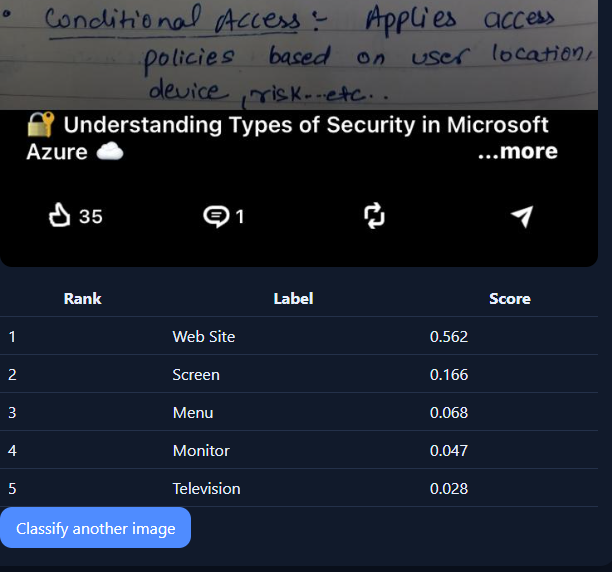 • Conditional Access :- Applies access
policies based on user location,
device, risk...etc..
🔐 Understanding Types of Security in Microsoft
Azure ☁️ ...more
35 1
Rank Label Score
1 Web Site 0.562
2 Screen 0.166
3 Menu 0.068
4 Monitor 0.047
5 Television 0.028
Classify another image